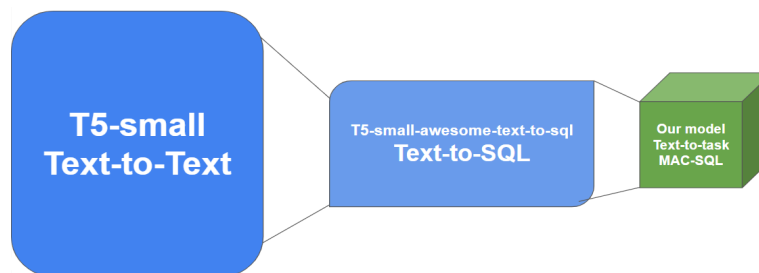 T5-small
Text-to-Text
T5-small-awesome-text-to-sql
Text-to-SQL
Our model
Text-to-task
MAC-SQL